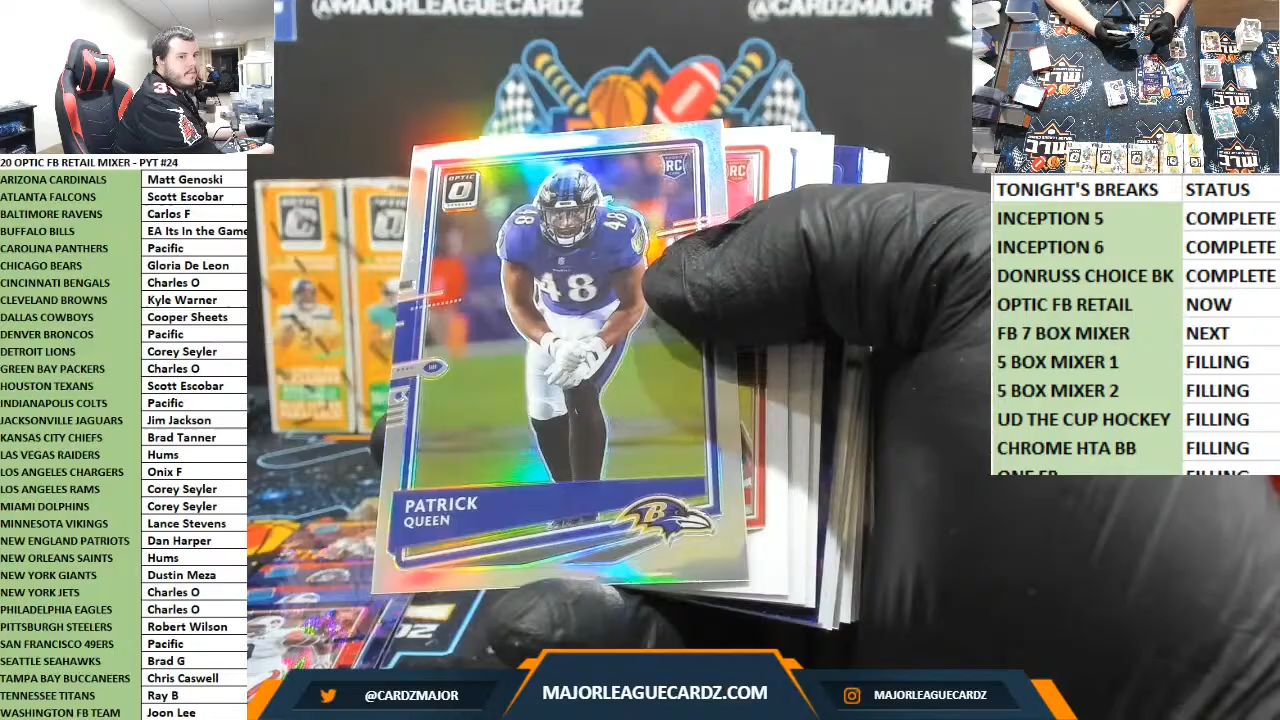 @MAJORLEAGUECARDZ
@CARDZMAJOR
20 OPTIC FB RETAIL MIXER - PYT #24
ARIZONA CARDINALS Matt Genoski
ATLANTA FALCONS Scott Escobar
BALTIMORE RAVENS Carlos F
BUFFALO BILLS EA Its In the Game
CAROLINA PANTHERS Pacific
CHICAGO BEARS Gloria De Leon
CINCINNATI BENGALS Charles O
CLEVELAND BROWNS Kyle Warner
DALLAS COWBOYS Cooper Sheets
DENVER BRONCOS Pacific
DETROIT LIONS Corey Seyler
GREEN BAY PACKERS Charles O
HOUSTON TEXANS Scott Escobar
INDIANAPOLIS COLTS Pacific
JACKSONVILLE JAGUARS Jim Jackson
KANSAS CITY CHIEFS Brad Tanner
LAS VEGAS RAIDERS Hums
LOS ANGELES CHARGERS Onix F
LOS ANGELES RAMS Corey Seyler
MIAMI DOLPHINS Corey Seyler
MINNESOTA VIKINGS Lance Stevens
NEW ENGLAND PATRIOTS Dan Harper
NEW ORLEANS SAINTS Hums
NEW YORK GIANTS Dustin Meza
NEW YORK JETS Charles O
PHILADELPHIA EAGLES Charles O
PITTSBURGH STEELERS Robert Wilson
SAN FRANCISCO 49ERS Pacific
SEATTLE SEAHAWKS Brad G
TAMPA BAY BUCCANEERS Chris Caswell
TENNESSEE TITANS Ray B
WASHINGTON FB TEAM Joon Lee
OPTIC
RC
RC
48
48
48
PATRICK
QUEEN
B
TONIGHT'S BREAKS STATUS
INCEPTION 5 COMPLETE
INCEPTION 6 COMPLETE
DONRUSS CHOICE BK COMPLETE
OPTIC FB RETAIL NOW
FB 7 BOX MIXER NEXT
5 BOX MIXER 1 FILLING
5 BOX MIXER 2 FILLING
UD THE CUP HOCKEY FILLING
CHROME HTA BB FILLING
@CARDZMAJOR
MAJORLEAGUECARDZ.COM
MAJORLEAGUECARDZ